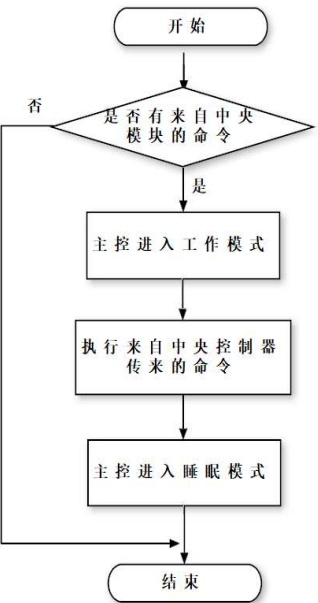 开始
否
是否有来自中央
模块的命令
是
主控进入工作模式
执行来自中央控制器
传来的命令
主控进入睡眠模式
结束